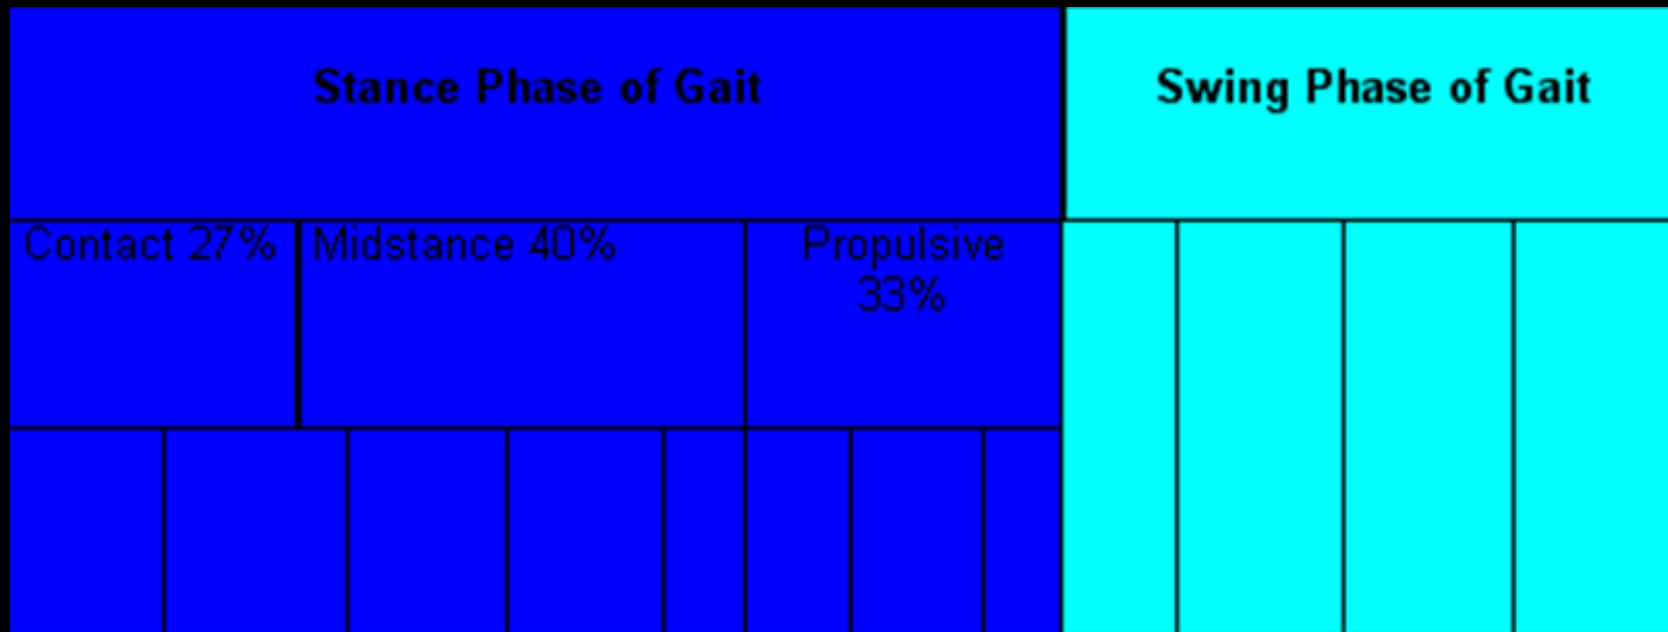 Stance Phase of Gait
Swing Phase of Gait
Contact 27%
Midstance 40%
Propulsive
33%